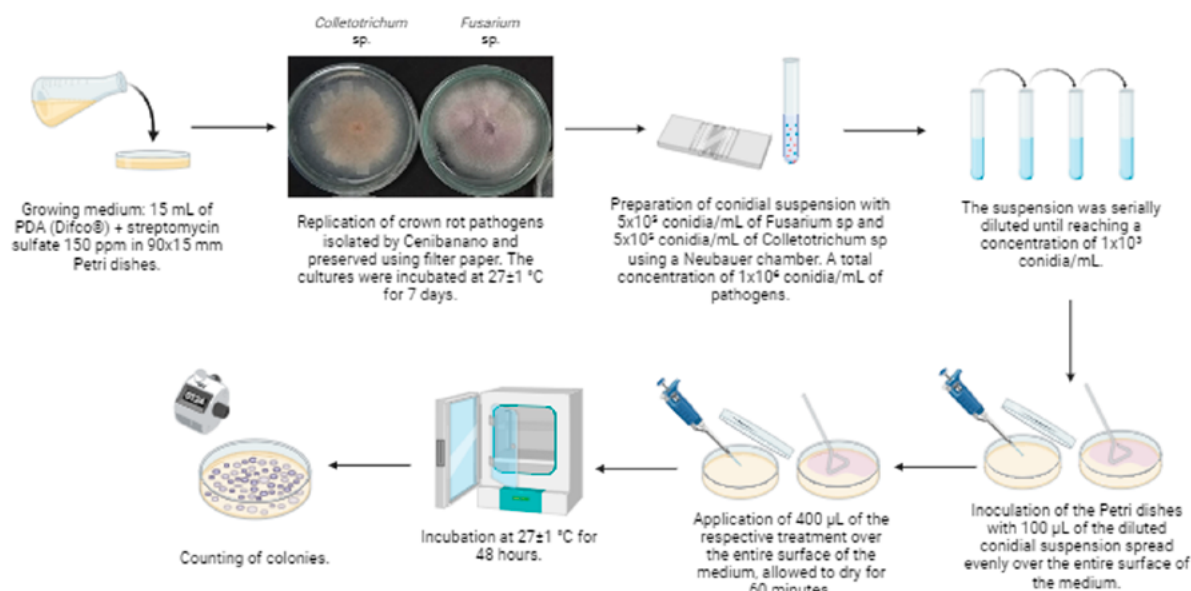 Colletotrichum
sp.
Fusarium
sp.
Growing medium: 15 mL of
PDA (Difco®) + streptomycin
sulfate 150 ppm in 90x15 mm
Petri dishes.
Replication of crown rot pathogens
isolated by Cenibanano and
preserved using filter paper. The
cultures were incubated at 27±1 °C
for 7 days.
Preparation of conidial suspension with
5x10⁵ conidia/mL of Fusarium sp and
5x10⁵ conidia/mL of Colletotrichum sp
using a Neubauer chamber. A total
concentration of 1x10⁶ conidia/mL of
pathogens.
The suspension was serially
diluted until reaching a
concentration of 1x10³
conidia/mL.
Inoculation of the Petri dishes
with 100 µL of the diluted
conidial suspension spread
evenly over the entire surface of
the medium.
Application of 400 µL of the
respective treatment over
the entire surface of the
medium, allowed to dry for
60 minutes
Incubation at 27±1 °C for
48 hours.
0124
Counting of colonies.